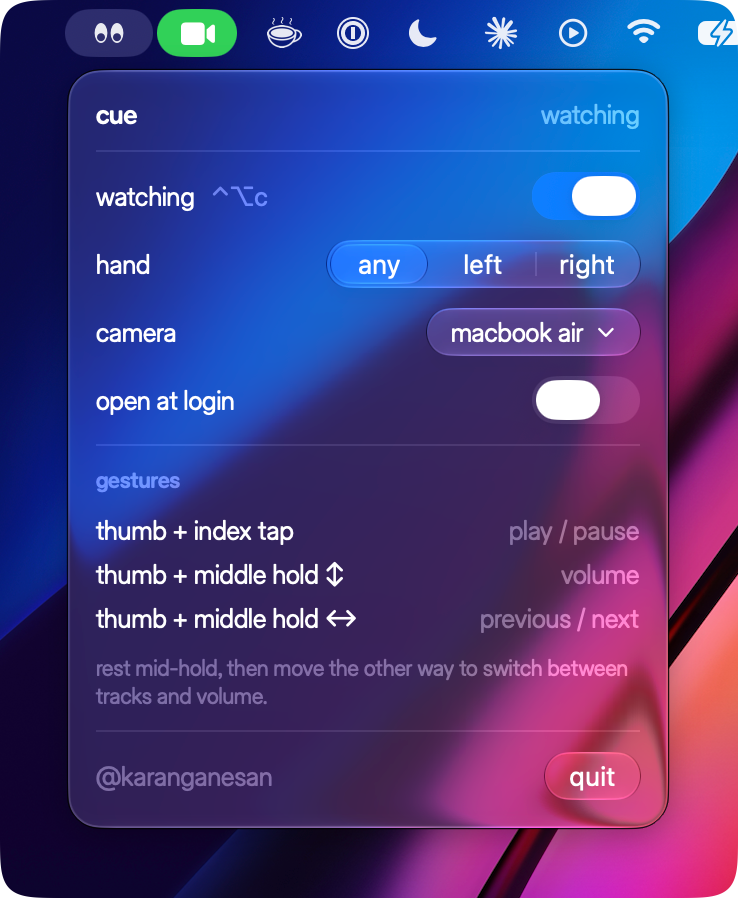 cue watching
watching ⌃⌥c
hand any left right
camera macbook air
open at login
gestures
thumb + index tap play / pause
thumb + middle hold ↕ volume
thumb + middle hold ↔ previous / next
rest mid-hold, then move the other way to switch between
tracks and volume.
@karanganesan quit